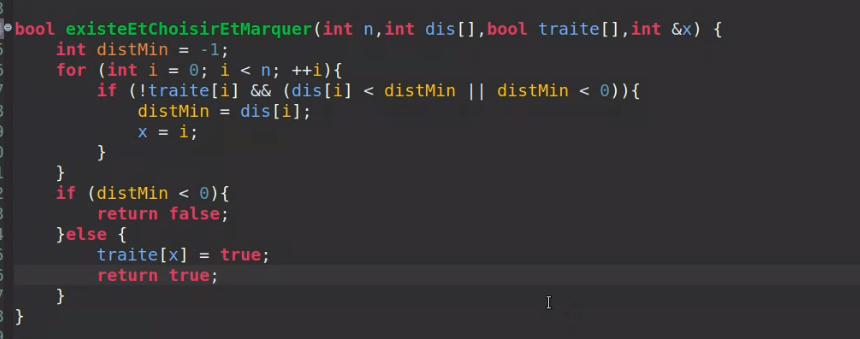 bool existeEtChoisirEtMarquer(int n,int dis[],bool traite[],int &x) {
    int distMin = -1;
    for (int i = 0; i < n; ++i){
        if (!traite[i] && (dis[i] < distMin || distMin < 0)){
            distMin = dis[i];
            x = i;
        }
    }
    if (distMin < 0){
        return false;
    }else {
        traite[x] = true;
        return true;
    }
}